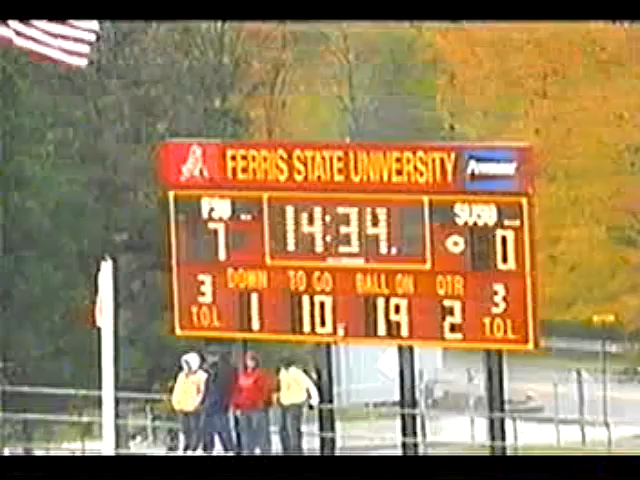 FERRIS STATE UNIVERSITY
FSU 14:34 SVSU
7 0
DOWN TO GO BALL ON QTR
3 1 10 19 2 3
TOL TOL